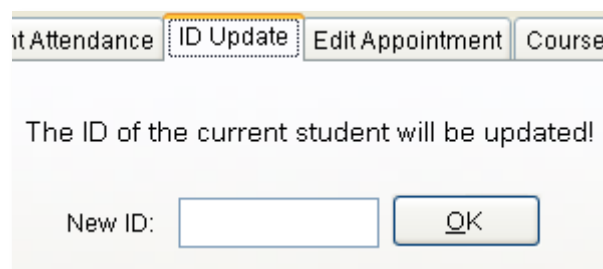 nt Attendance ID Update Edit Appointment Course
The ID of the current student will be updated!
New ID: OK